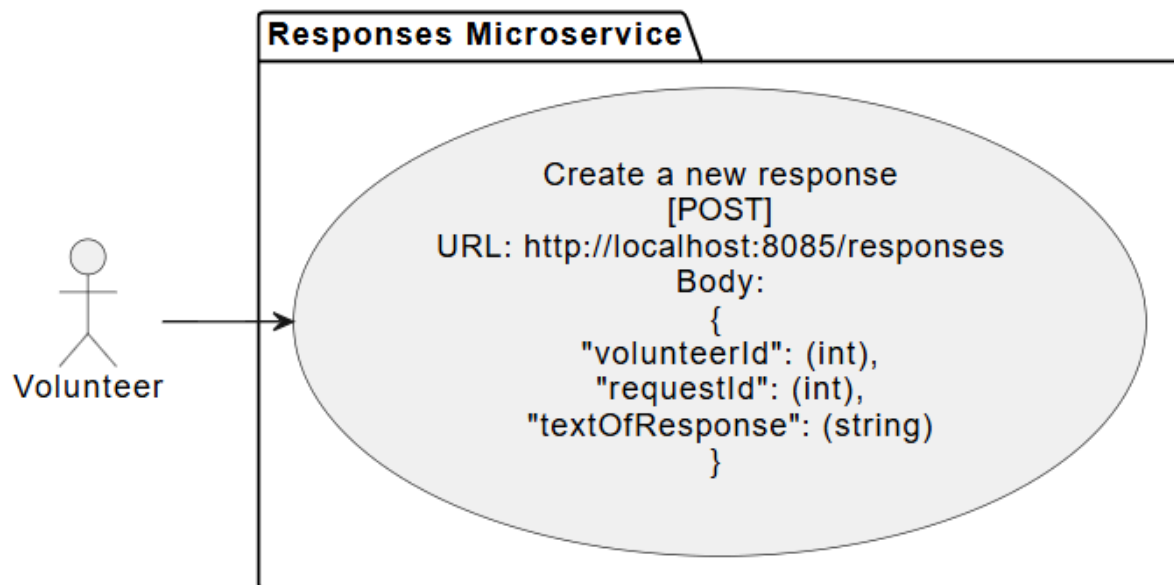 Responses Microservice
Create a new response
[POST]
URL: http://localhost:8085/responses
Body:
{
"volunteerId": (int),
"requestId": (int),
"textOfResponse": (string)
}
Volunteer